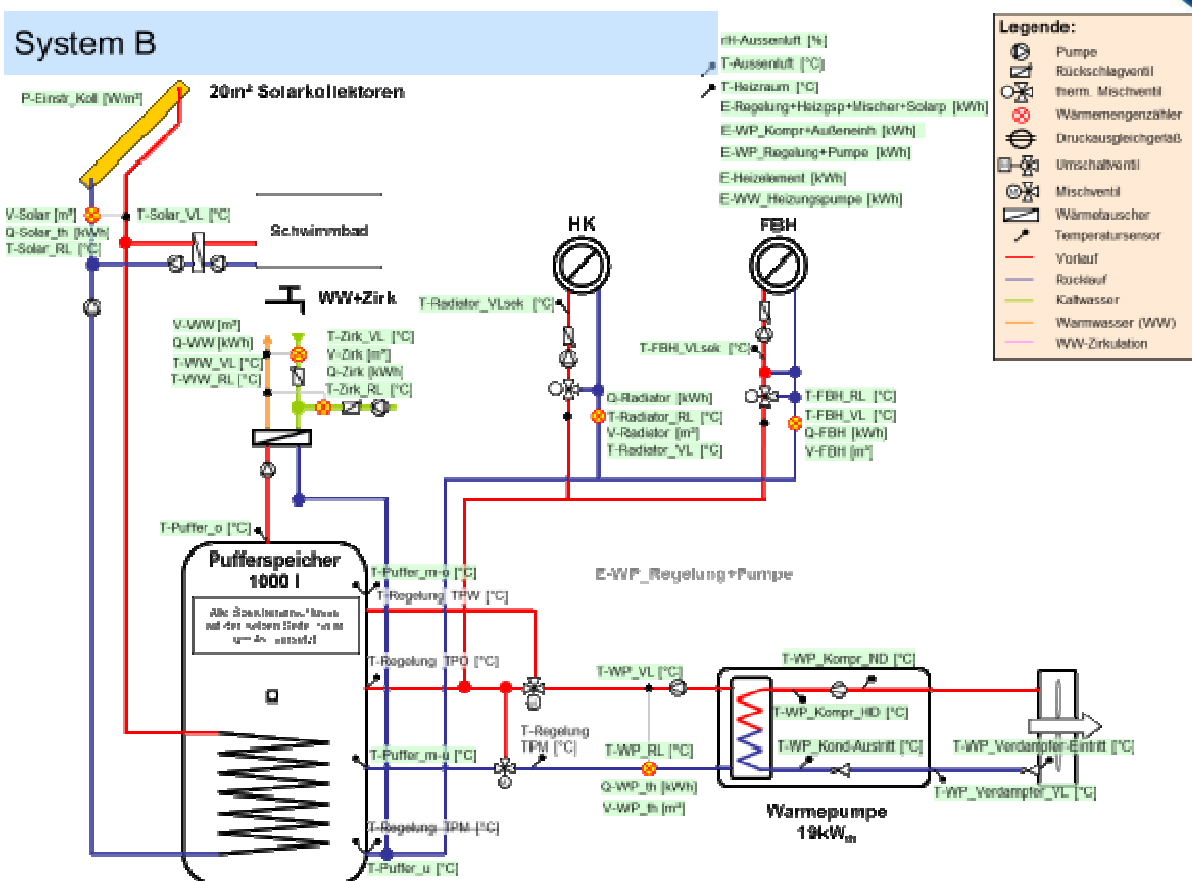 System B
rH-Aussenluft [%]
T-Aussenluft [°C]
T-Heizraum [°C]
E-Regelung+Heizgsp+Mischer+Solarp [kWh]
E-WP_Kompr+Außeneinh [kWh]
E-WP_Regelung+Pumpe [kWh]
E-Heizelement [kWh]
E-WW_Heizungspumpe [kWh]
Legende:
Pumpe
Rückschlagventil
therm. Mischventil
Wärmemengenzähler
Druckausgleichgefäß
Umschaltventil
Mischventil
Wärmetauscher
Temperatursensor
Vorlauf
Rücklauf
Kaltwasser
Warmwasser (WW)
WW-Zirkulation
P-Einstr_Koll [W/m²]
20m² Solarkollektoren
V-Solar [m³]
Q-Solar_th [kWh]
T-Solar_RL [°C]
T-Solar_VL [°C]
Schwimmbad
HK
FBH
WW+Zirk
V-WW [m³]
Q-WW [kWh]
T-WW_VL [°C]
T-WW_RL [°C]
T-Zirk_VL [°C]
V-Zirk [m³]
Q-Zirk [kWh]
T-Zirk_RL [°C]
T-Radiator_VLsek [°C]
T-FBH_VLsek [°C]
Q-Radiator [kWh]
T-Radiator_RL [°C]
V-Radiator [m³]
T-Radiator_VL [°C]
T-FBH_RL [°C]
T-FBH_VL [°C]
Q-FBH [kWh]
V-FBH [m³]
T-Puffer_o [°C]
Pufferspeicher
1000 l
T-Puffer_m-o [°C]
T-Regelung TPW [°C]
E-WP_Regelung+Pumpe
T-Regelung TPO [°C]
T-WP_VL [°C]
T-WP_Kompr_ND [°C]
T-WP_Kompr_HD [°C]
T-Regelung
TPM [°C]
T-Puffer_m-u [°C]
T-WP_RL [°C]
T-WP_Kond-Austritt [°C]
T-WP_Verdampfer-Eintritt [°C]
Q-WP_th [kWh]
V-WP_th [m³]
T-WP_Verdampfer_VL [°C]
Wärmepumpe
19kWth
T-Regelung TPM [°C]
T-Puffer_u [°C]